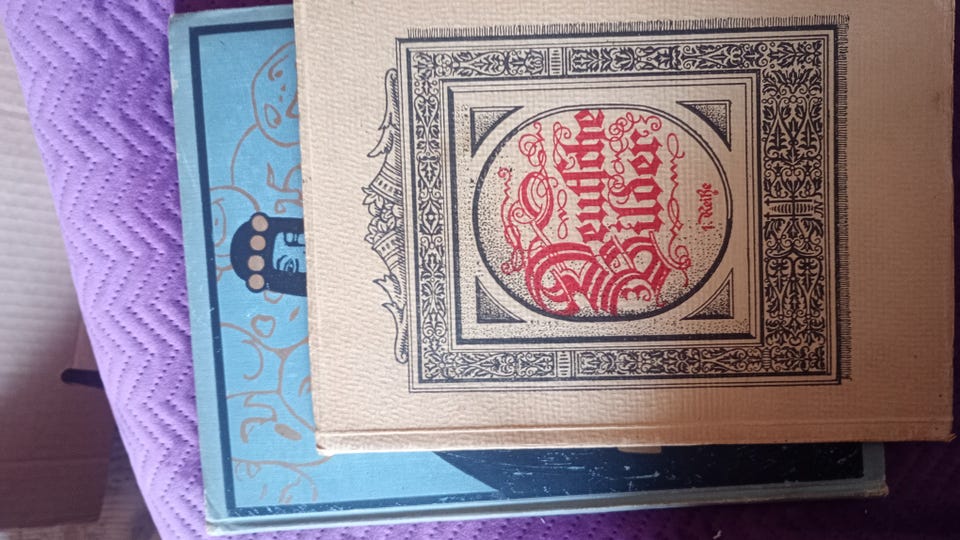 Deutsche
Bilder
1. Reihe